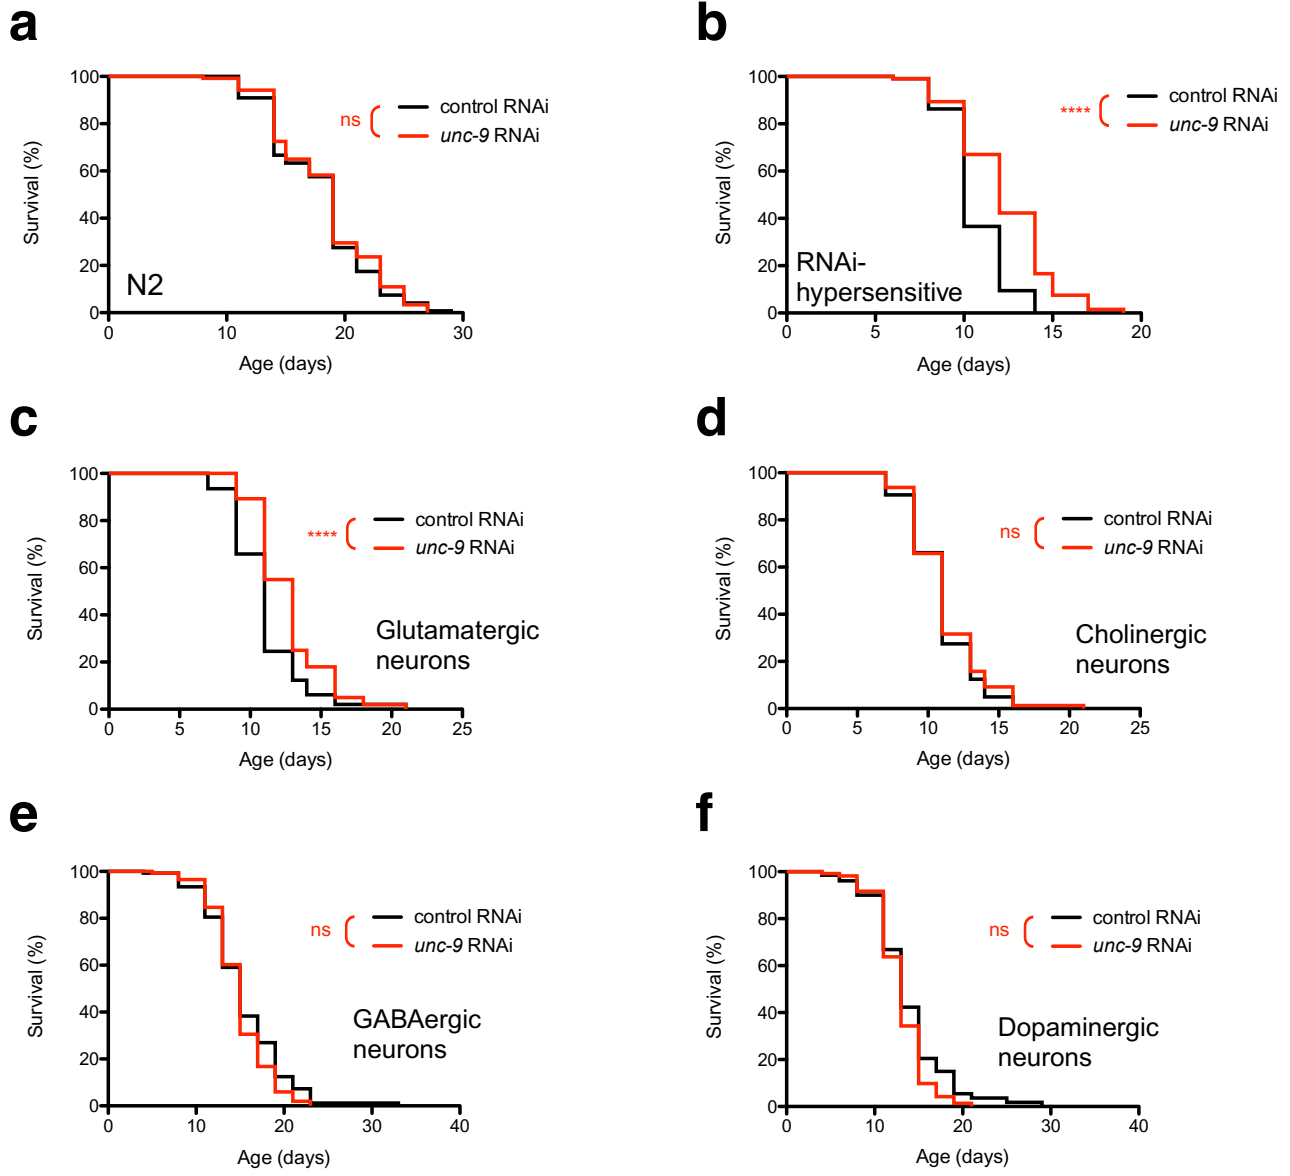 a
100
80
60
40
20
0
Survival (%)
ns
control RNAi
unc-9 RNAi
N2
0 10 20 30
Age (days)
b
100
80
60
40
20
0
Survival (%)
****
control RNAi
unc-9 RNAi
RNAi-
hypersensitive
0 5 10 15 20
Age (days)
c
100
80
60
40
20
0
Survival (%)
****
control RNAi
unc-9 RNAi
Glutamatergic
neurons
0 5 10 15 20 25
Age (days)
d
100
80
60
40
20
0
Survival (%)
ns
control RNAi
unc-9 RNAi
Cholinergic
neurons
0 5 10 15 20 25
Age (days)
e
100
80
60
40
20
0
Survival (%)
ns
control RNAi
unc-9 RNAi
GABAergic
neurons
0 10 20 30 40
Age (days)
f
100
80
60
40
20
0
Survival (%)
ns
control RNAi
unc-9 RNAi
Dopaminergic
neurons
0 10 20 30 40
Age (days)